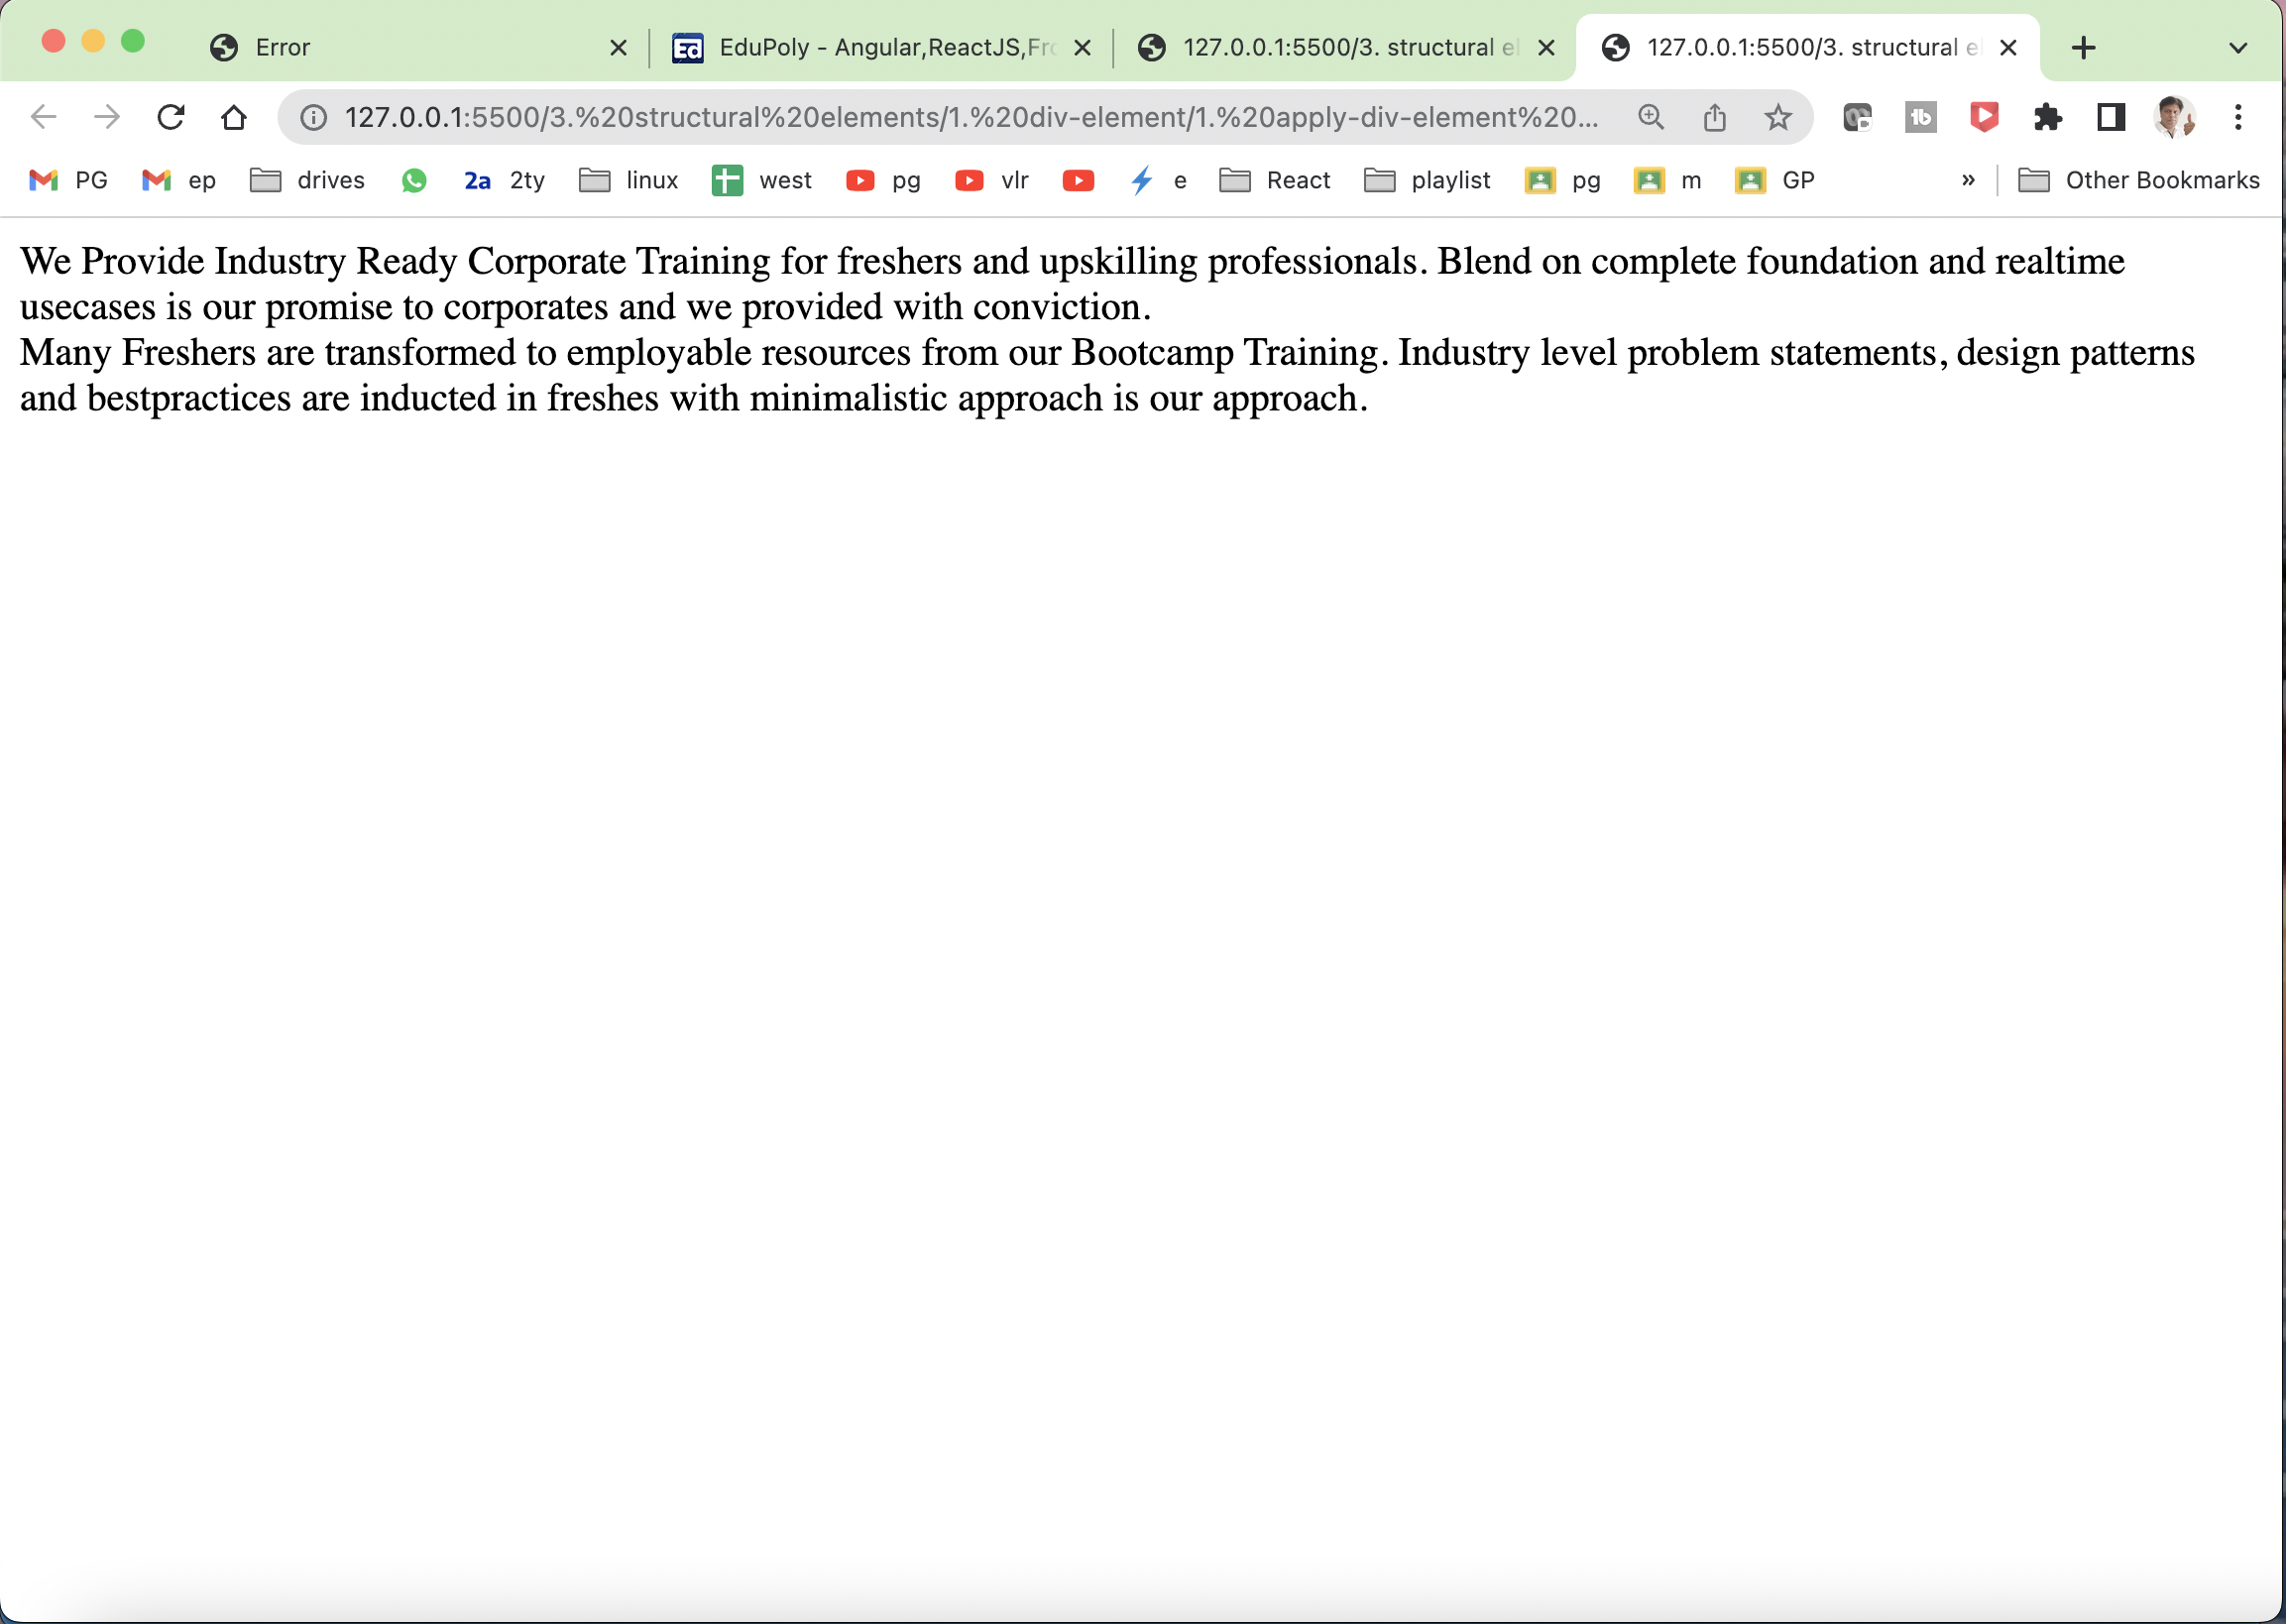 Error
EduPoly - Angular,ReactJS,Fro
127.0.0.1:5500/3. structural el
127.0.0.1:5500/3. structural el
127.0.0.1:5500/3.%20structural%20elements/1.%20div-element/1.%20apply-div-element%20...
PG ep drives 2a 2ty linux west pg vlr e React playlist pg m GP » Other Bookmarks
We Provide Industry Ready Corporate Training for freshers and upskilling professionals. Blend on complete foundation and realtime
usecases is our promise to corporates and we provided with conviction.
Many Freshers are transformed to employable resources from our Bootcamp Training. Industry level problem statements, design patterns
and bestpractices are inducted in freshes with minimalistic approach is our approach.